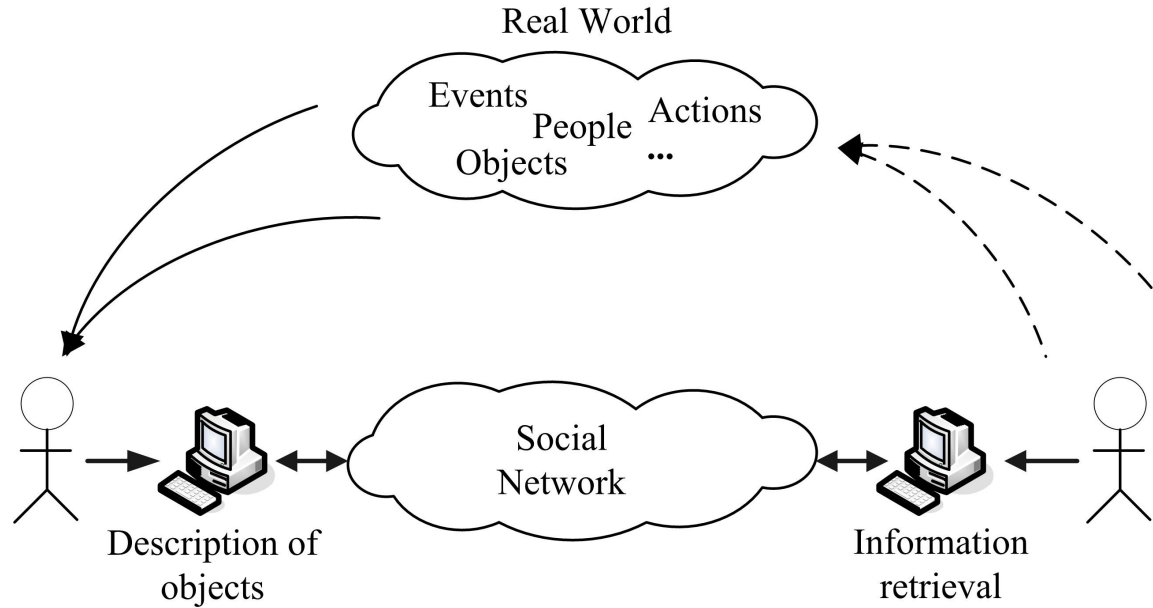 Real World
Events
People
Actions
Objects
...
Social
Network
Description of
objects
Information
retrieval